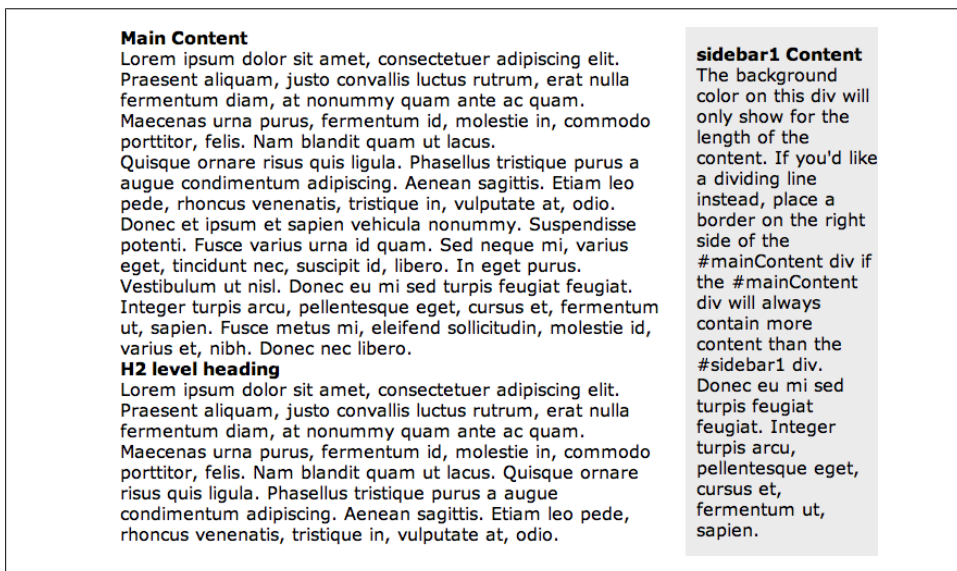 Main Content
Lorem ipsum dolor sit amet, consectetuer adipiscing elit.
Praesent aliquam, justo convallis luctus rutrum, erat nulla
fermentum diam, at nonummy quam ante ac quam.
Maecenas urna purus, fermentum id, molestie in, commodo
porttitor, felis. Nam blandit quam ut lacus.
Quisque ornare risus quis ligula. Phasellus tristique purus a
augue condimentum adipiscing. Aenean sagittis. Etiam leo
pede, rhoncus venenatis, tristique in, vulputate at, odio.
Donec et ipsum et sapien vehicula nonummy. Suspendisse
potenti. Fusce varius urna id quam. Sed neque mi, varius
eget, tincidunt nec, suscipit id, libero. In eget purus.
Vestibulum ut nisl. Donec eu mi sed turpis feugiat feugiat.
Integer turpis arcu, pellentesque eget, cursus et, fermentum
ut, sapien. Fusce metus mi, eleifend sollicitudin, molestie id,
varius et, nibh. Donec nec libero.
H2 level heading
Lorem ipsum dolor sit amet, consectetuer adipiscing elit.
Praesent aliquam, justo convallis luctus rutrum, erat nulla
fermentum diam, at nonummy quam ante ac quam.
Maecenas urna purus, fermentum id, molestie in, commodo
porttitor, felis. Nam blandit quam ut lacus. Quisque ornare
risus quis ligula. Phasellus tristique purus a augue
condimentum adipiscing. Aenean sagittis. Etiam leo pede,
rhoncus venenatis, tristique in, vulputate at, odio.
sidebar1 Content
The background
color on this div will
only show for the
length of the
content. If you'd like
a dividing line
instead, place a
border on the right
side of the
#mainContent div if
the #mainContent
div will always
contain more
content than the
#sidebar1 div.
Donec eu mi sed
turpis feugiat
feugiat. Integer
turpis arcu,
pellentesque eget,
cursus et,
fermentum ut,
sapien.